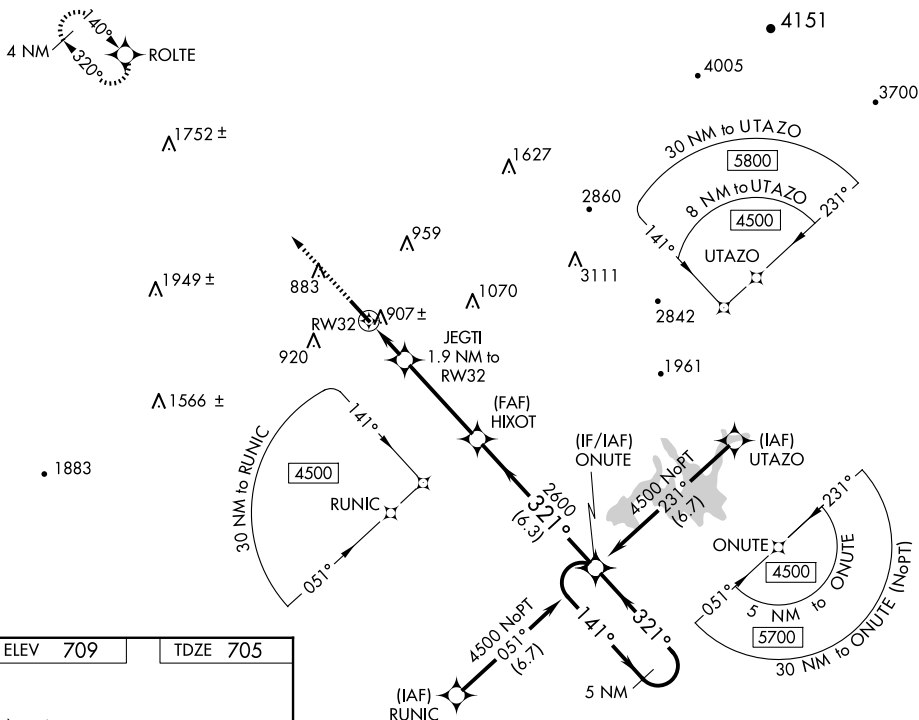 4151
140°
4 NM
320°
ROLTE
4005
3700
1752 ±
1627
30 NM to UTAZO
5800
8 NM to UTAZO
4500
231°
141°
UTAZO
2860
959
3111
883
1949 ±
1070
2842
RW32
907 ±
920
JEGTI
1.9 NM to
RW32
1961
1566 ±
(FAF)
HIXOT
141°
30 NM to RUNIC
4500
RUNIC
051°
1883
(IF/IAF)
ONUTE
(IAF)
UTAZO
4500 NoPT
231°
(6.7)
2600
321°
(6.3)
231°
ONUTE
4500
051°
5 NM to ONUTE
5700
30 NM to ONUTE (NoPT)
4500 NoPT
051°
(6.7)
141°
321°
5 NM
(IAF)
RUNIC
ELEV 709
TDZE 705